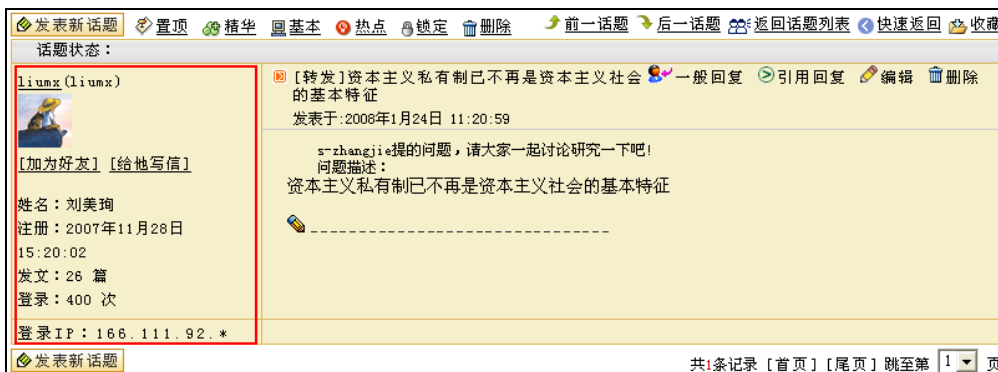 发表新话题 置顶 精华 基本 热点 锁定 删除 前一话题 后一话题 返回话题列表 快速返回 收藏
话题状态：
liumx(liumx)
[加为好友] [给他写信]
姓名：刘美珣
注册：2007年11月28日
15:20:02
发文：26 篇
登录：400 次
登录IP：166.111.92.*
[转发]资本主义私有制已不再是资本主义社会
的基本特征
一般回复 引用回复 编辑 删除
发表于:2008年1月24日 11:20:59
s-zhangjie提的问题，请大家一起讨论研究一下吧!
问题描述：
资本主义私有制已不再是资本主义社会的基本特征
_______________________________
发表新话题
共1条记录 [首页] [尾页] 跳至第 1 页